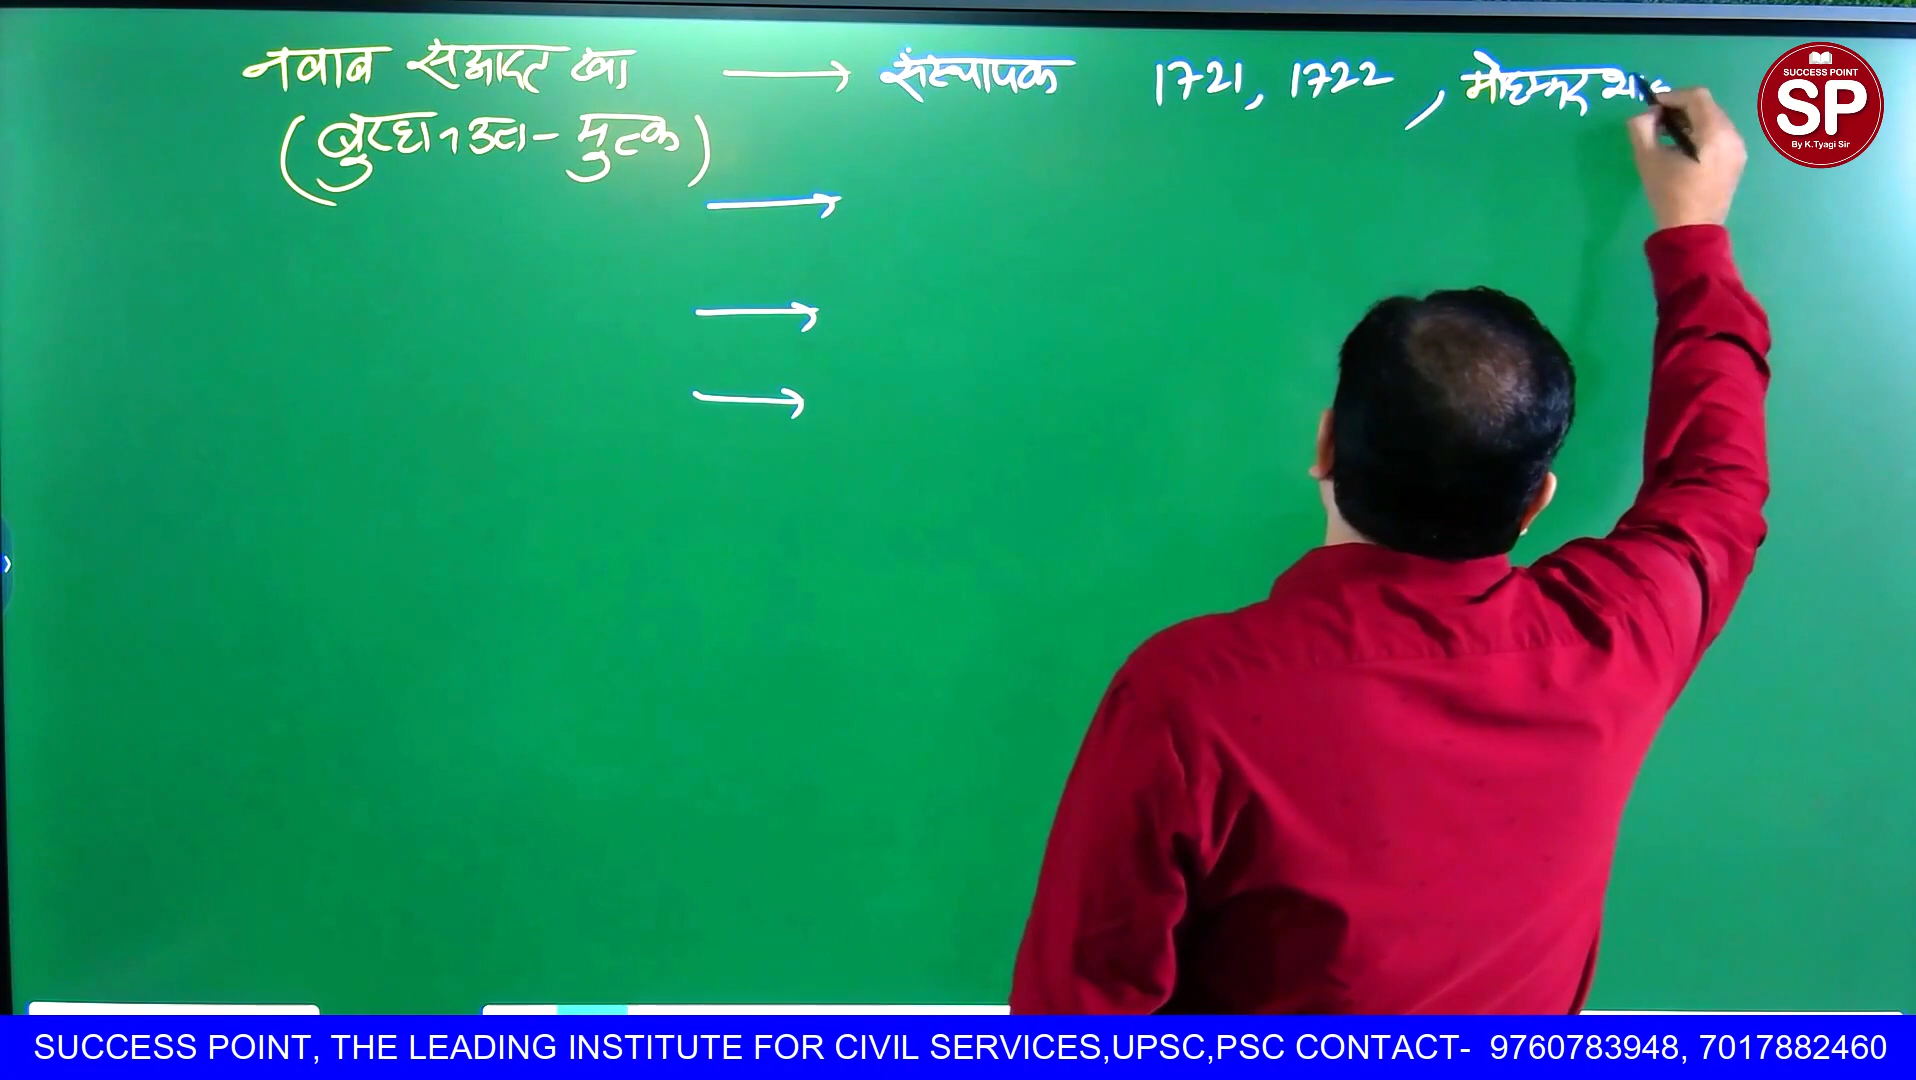 नवाब सआदत खां → संस्थापक 1721, 1722 , मोहम्मद शाह
(बुरहान उल-मुल्क)
→
→
→
SUCCESS POINT
SP
By K.Tyagi Sir
SUCCESS POINT, THE LEADING INSTITUTE FOR CIVIL SERVICES,UPSC,PSC CONTACT- 9760783948, 7017882460